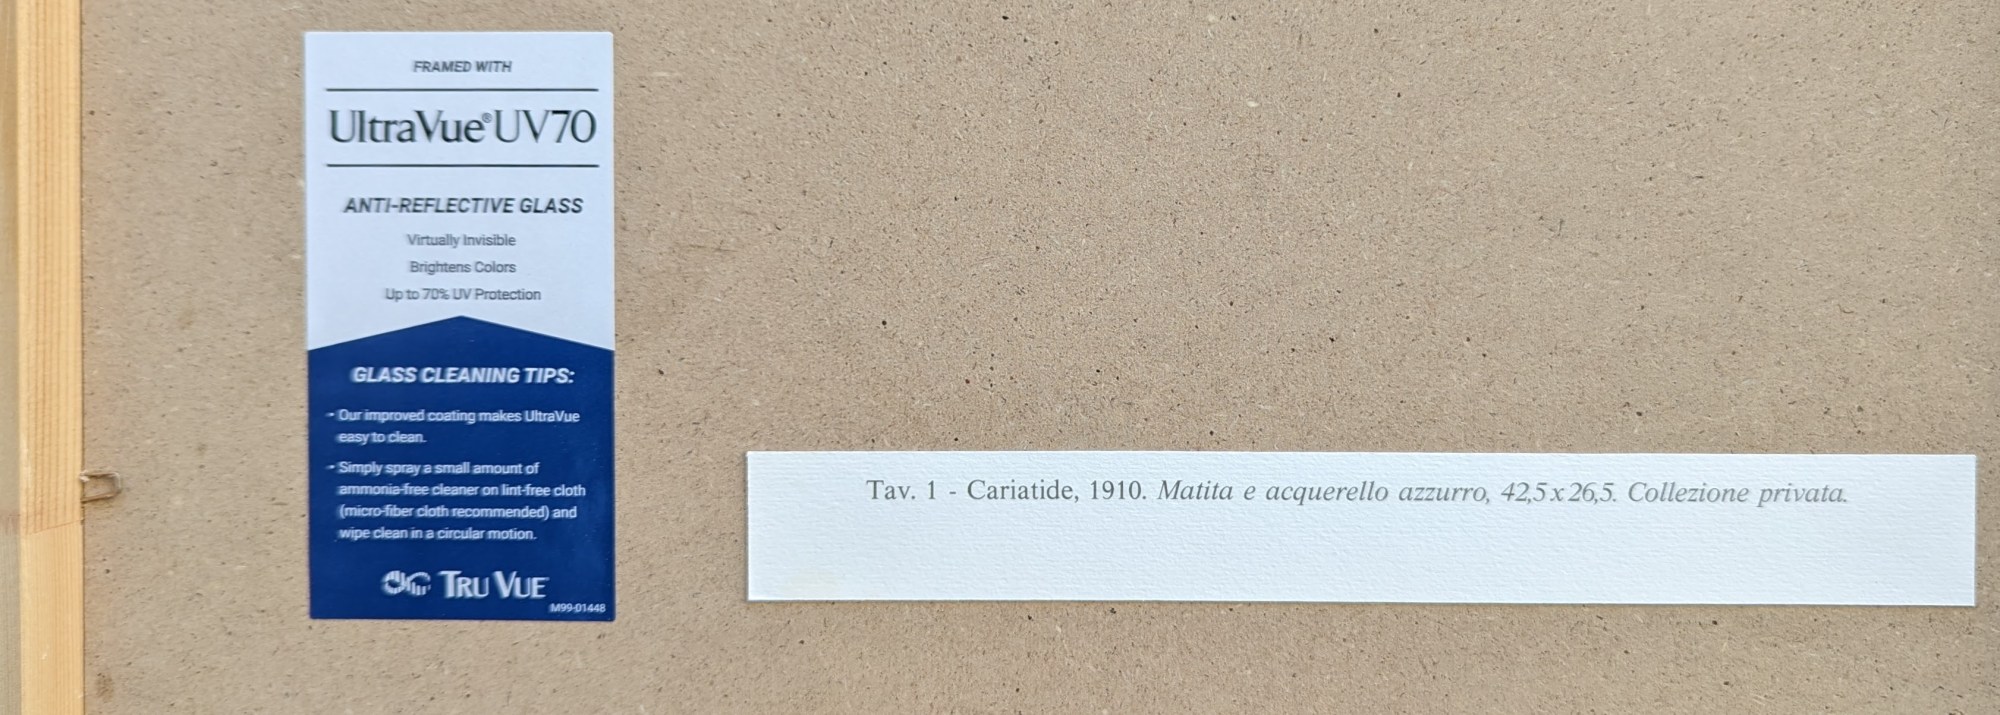 FRAMED WITH
UltraVue®UV70
ANTI-REFLECTIVE GLASS
Virtually Invisible
Brightens Colors
Up to 70% UV Protection
GLASS CLEANING TIPS:
- Our improved coating makes UltraVue
easy to clean.
- Simply spray a small amount of
ammonia-free cleaner on lint-free cloth
(micro-fiber cloth recommended) and
wipe clean in a circular motion.
TRU VUE
M99-01448
Tav. 1 - Cariatide, 1910. Matita e acquerello azzurro, 42,5x26,5. Collezione privata.